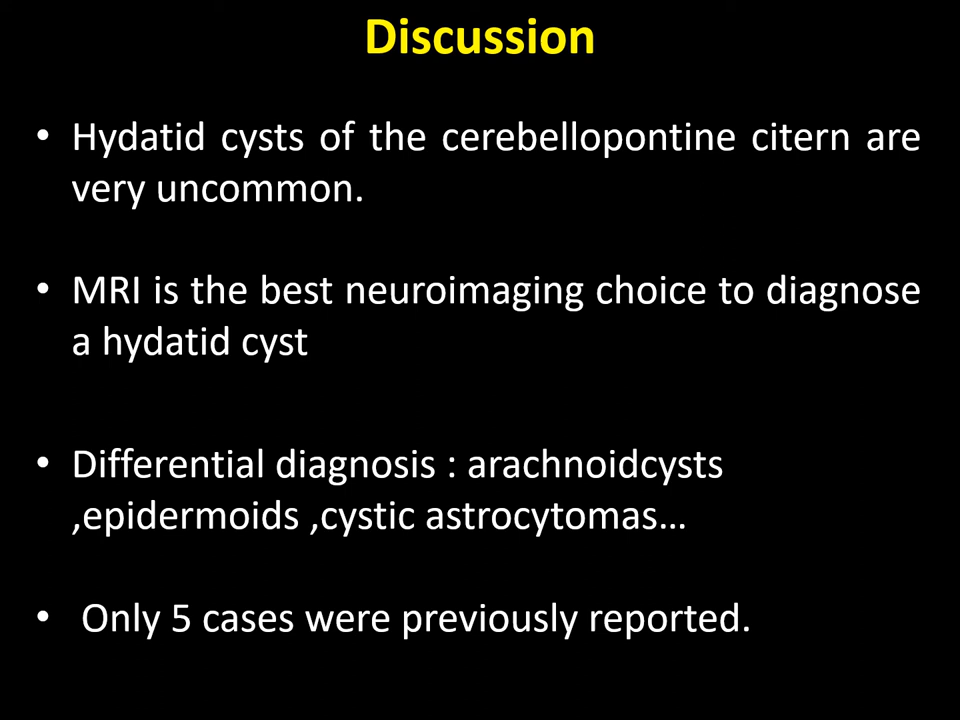 Discussion
• Hydatid cysts of the cerebellopontine citern are
very uncommon.
• MRI is the best neuroimaging choice to diagnose
a hydatid cyst
• Differential diagnosis : arachnoidcysts
,epidermoids ,cystic astrocytomas…
• Only 5 cases were previously reported.